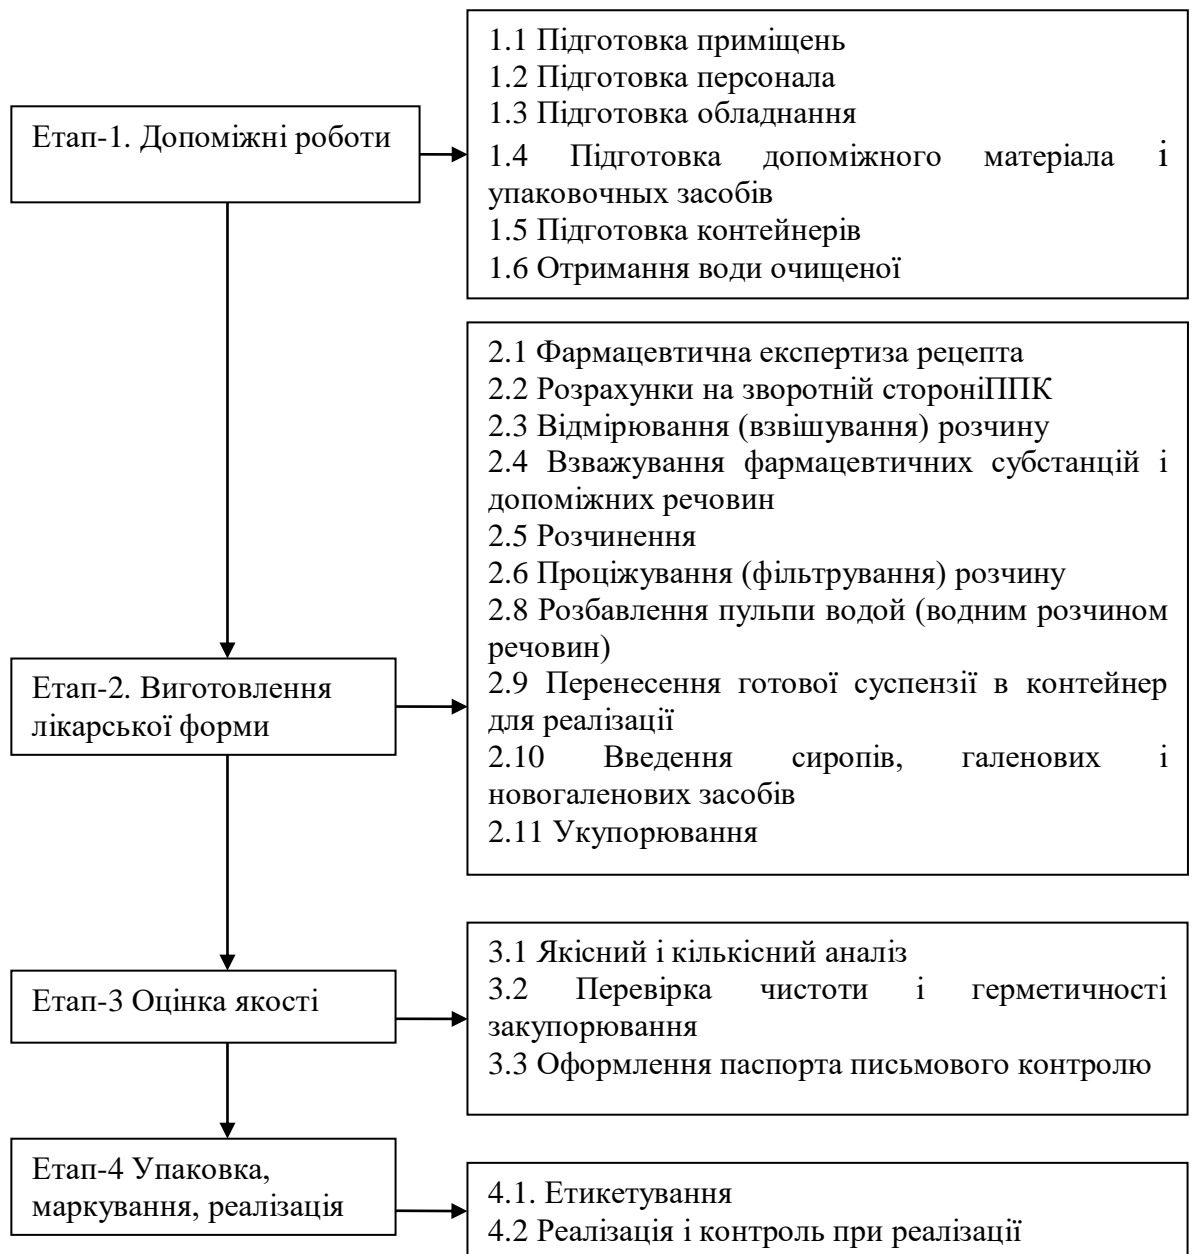 Етап-1. Допоміжні роботи
1.1 Підготовка приміщень
1.2 Підготовка персонала
1.3 Підготовка обладнання
1.4 Підготовка допоміжного матеріала і
упаковочных засобів
1.5 Підготовка контейнерів
1.6 Отримання води очищеної
Етап-2. Виготовлення
лікарської форми
2.1 Фармацевтична експертиза рецепта
2.2 Розрахунки на зворотній стороніППК
2.3 Відмірювання (взвішування) розчину
2.4 Взважування фармацевтичних субстанцій і
допоміжних речовин
2.5 Розчинення
2.6 Проціжування (фільтрування) розчину
2.8 Розбавлення пульпи водой (водним розчином
речовин)
2.9 Перенесення готової суспензії в контейнер
для реалізації
2.10 Введення сиропів, галенових і
новогаленових засобів
2.11 Укупорювання
Етап-3 Оцінка якості
3.1 Якісний і кількісний аналіз
3.2 Перевірка чистоти і герметичності
закупорювання
3.3 Оформлення паспорта письмового контролю
Етап-4 Упаковка,
маркування, реалізація
4.1. Етикетування
4.2 Реалізація і контроль при реалізації